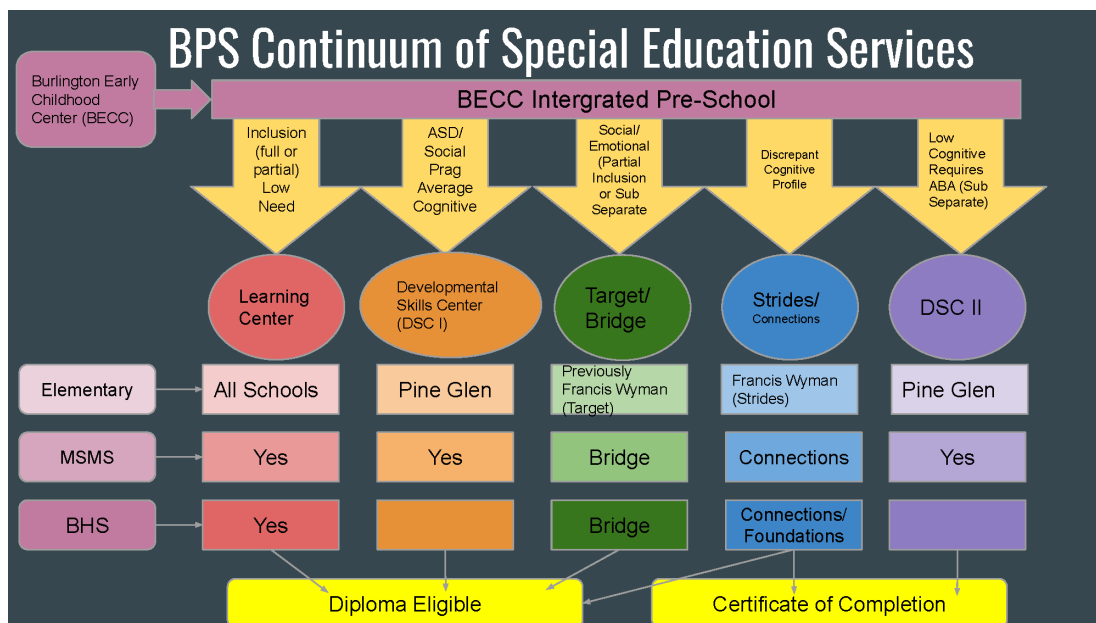 BPS Continuum of Special Education Services
Burlington Early
Childhood
Center (BECC)
BECC Intergrated Pre-School
Inclusion
(full or
partial)
Low
Need
ASD/
Social
Prag
Average
Cognitive
Social/
Emotional
(Partial
Inclusion
or Sub
Separate
Discrepant
Cognitive
Profile
Low
Cognitive
Requires
ABA (Sub
Separate)
Learning
Center
Developmental
Skills Center
(DSC I)
Target/
Bridge
Strides/
Connections
DSC II
Elementary
All Schools
Pine Glen
Previously
Francis Wyman
(Target)
Francis Wyman
(Strides)
Pine Glen
MSMS
Yes
Yes
Bridge
Connections
Yes
BHS
Yes
Bridge
Connections/
Foundations
Diploma Eligible
Certificate of Completion